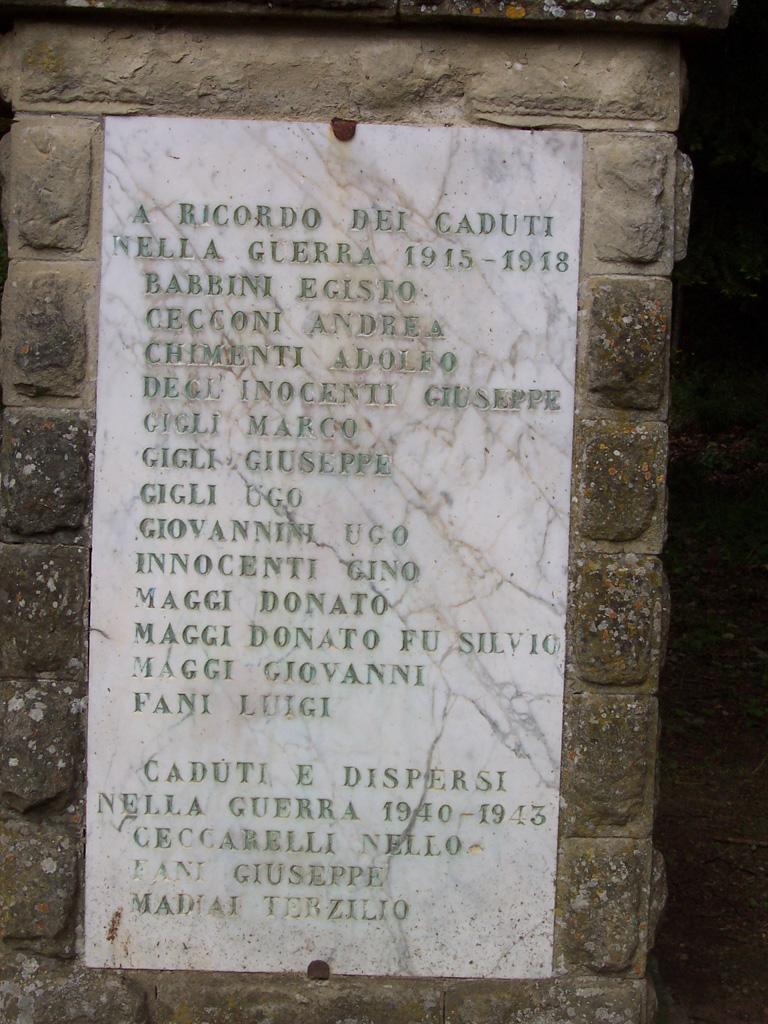 A RICORDO DEI CADUTI
NELLA GUERRA 1915-1918
BABBINI EGISTO
CECCONI ANDREA
CHIMENTI ADOLFO
DEGL'INOCENTI GIUSEPPE
GIGLI MARCO
GIGLI GIUSEPPE
GIGLI UGO
GIOVANNINI UGO
INNOCENTI GINO
MAGGI DONATO
MAGGI DONATO FU SILVIO
MAGGI GIOVANNI
FANI LUIGI
CADUTI E DISPERSI
NELLA GUERRA 1940-1943
CECCARELLI NELLO
FANI GIUSEPPE
MADIAI TERZILIO